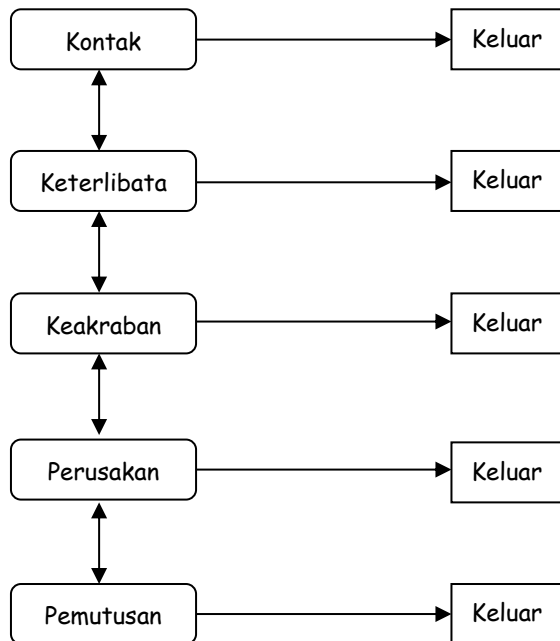 Kontak
Keluar
Keterlibata
Keluar
Keakraban
Keluar
Perusakan
Keluar
Pemutusan
Keluar